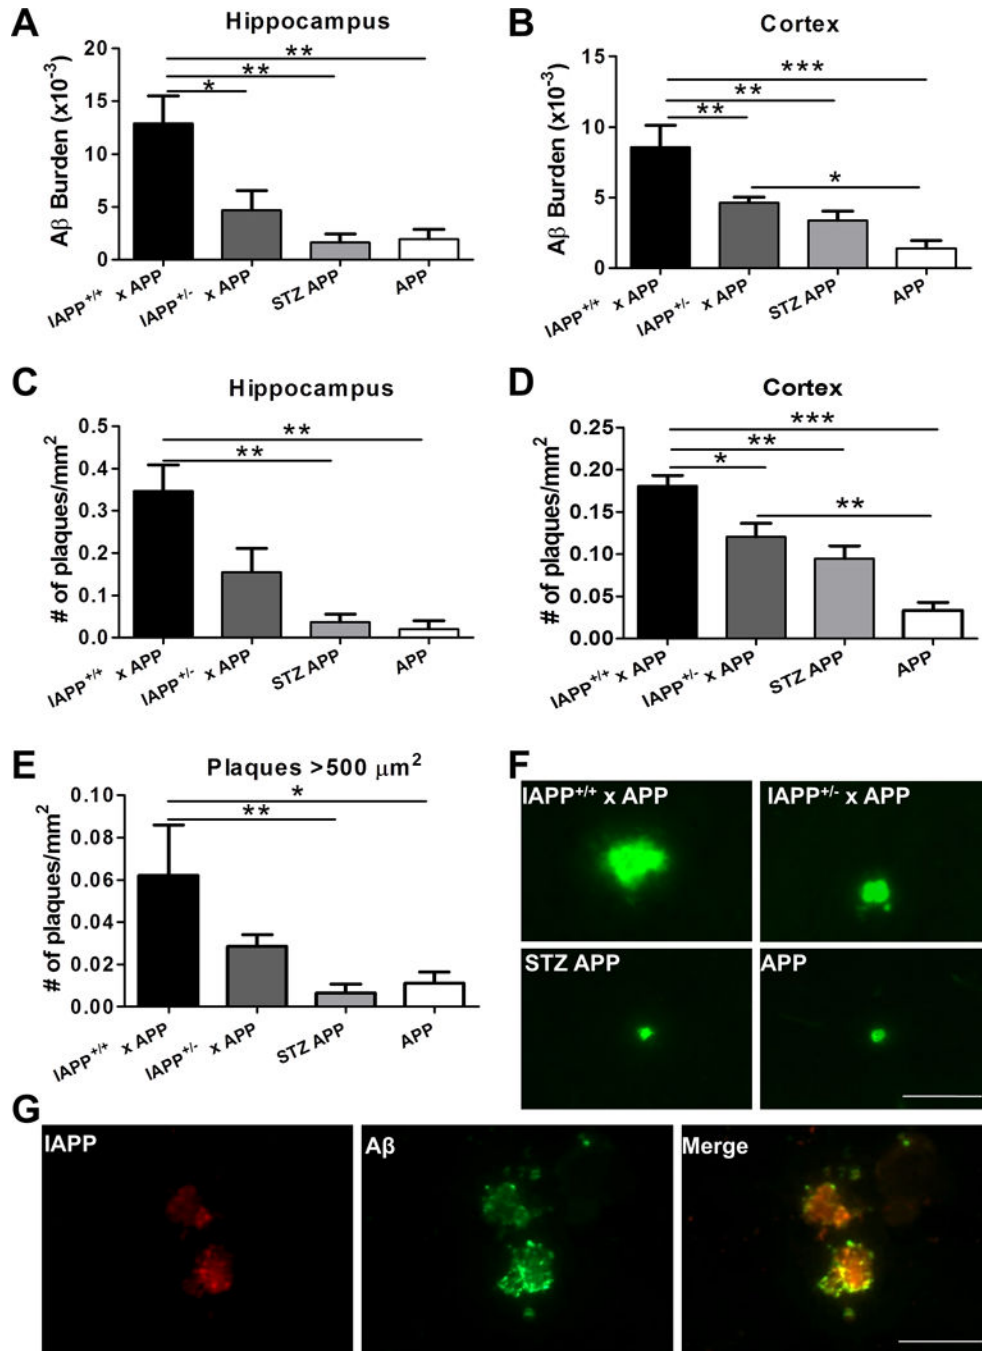 A
Hippocampus
Aβ Burden (x10⁻³)
20
15
10
5
0
**
**
*
IAPP⁺/⁺ x APP
IAPP⁺/⁻ x APP
STZ APP
APP
B
Cortex
Aβ Burden (x10⁻³)
15
10
5
0
***
**
**
*
IAPP⁺/⁺ x APP
IAPP⁺/⁻ x APP
STZ APP
APP
C
Hippocampus
# of plaques/mm²
0.5
0.4
0.3
0.2
0.1
0.0
**
**
IAPP⁺/⁺ x APP
IAPP⁺/⁻ x APP
STZ APP
APP
D
Cortex
# of plaques/mm²
0.25
0.20
0.15
0.10
0.05
0.00
***
**
*
**
IAPP⁺/⁺ x APP
IAPP⁺/⁻ x APP
STZ APP
APP
E
Plaques >500 μm²
# of plaques/mm²
0.10
0.08
0.06
0.04
0.02
0.00
*
**
IAPP⁺/⁺ x APP
IAPP⁺/⁻ x APP
STZ APP
APP
F
IAPP⁺/⁺ x APP
IAPP⁺/⁻ x APP
STZ APP
APP
G
IAPP
Aβ
Merge